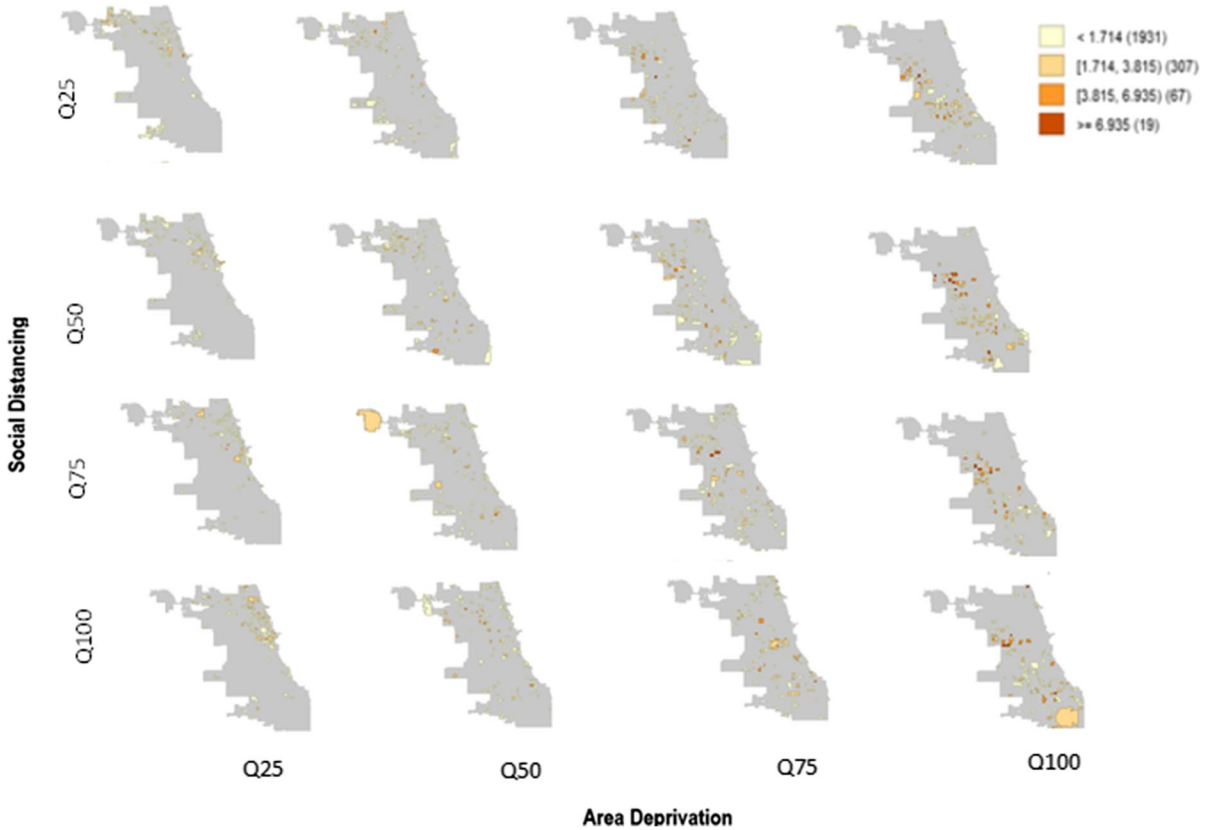 < 1.714 (1931)
[1.714, 3.815) (307)
[3.815, 6.935) (67)
>= 6.935 (19)
Q25
Q50
Q75
Q100
Social Distancing
Q25
Q50
Q75
Q100
Area Deprivation